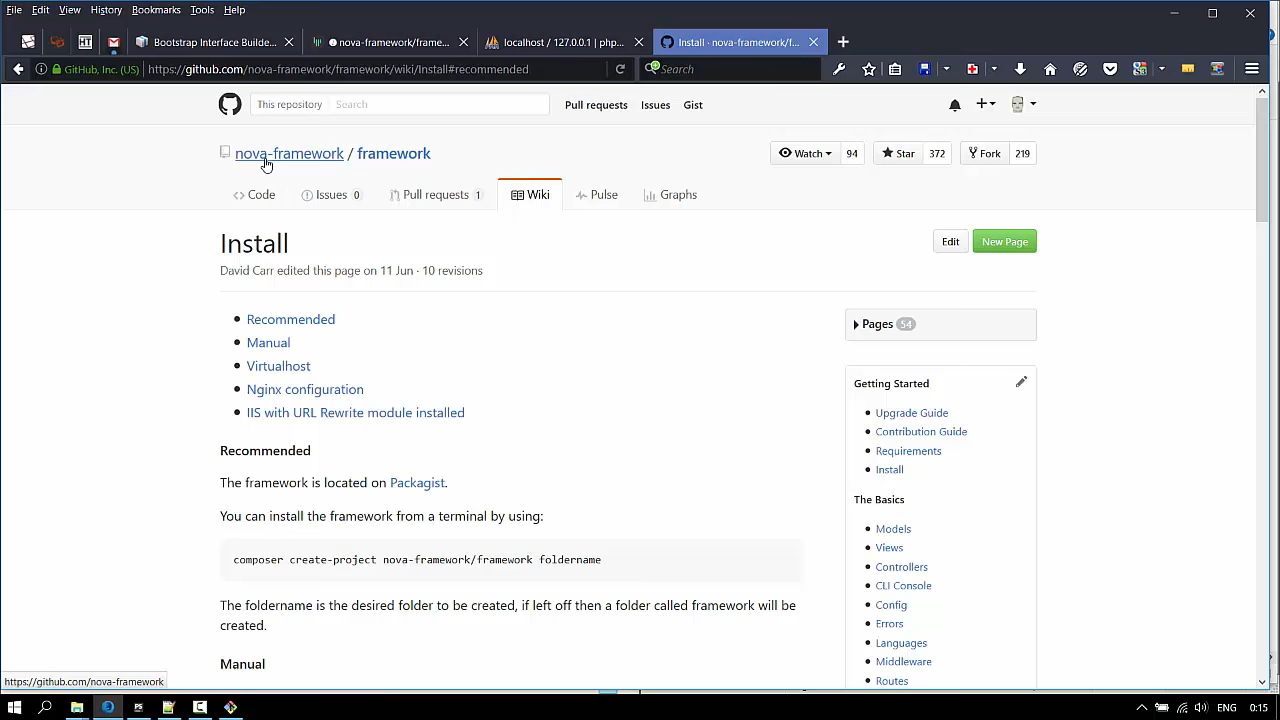 File Edit View History Bookmarks Tools Help
Bootstrap Interface Builde... nova-framework/frame... localhost / 127.0.0.1 | php... Install · nova-framework/f...
GitHub, Inc. (US) https://github.com/nova-framework/framework/wiki/Install#recommended Search
This repository Search Pull requests Issues Gist
nova-framework / framework Watch 94 Star 372 Fork 219
Code Issues 0 Pull requests 1 Wiki Pulse Graphs
Install Edit New Page
David Carr edited this page on 11 Jun · 10 revisions
Recommended
Manual
Virtualhost
Nginx configuration
IIS with URL Rewrite module installed
Recommended
The framework is located on Packagist.
You can install the framework from a terminal by using:
composer create-project nova-framework/framework foldername
The foldername is the desired folder to be created, if left off then a folder called framework will be
created.
Manual
Pages 54
Getting Started
Upgrade Guide
Contribution Guide
Requirements
Install
The Basics
Models
Views
Controllers
CLI Console
Config
Errors
Languages
Middleware
Routes
https://github.com/nova-framework
ENG 0:15